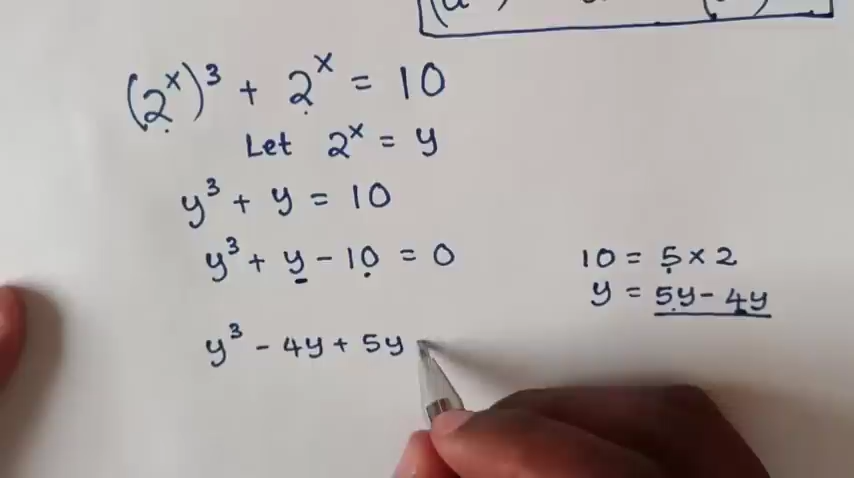 (2^x)^3 + 2^x = 10
Let 2^x = y
y^3 + y = 10
y^3 + y - 10 = 0
10 = 5 × 2
y = 5y - 4y
y^3 - 4y + 5y